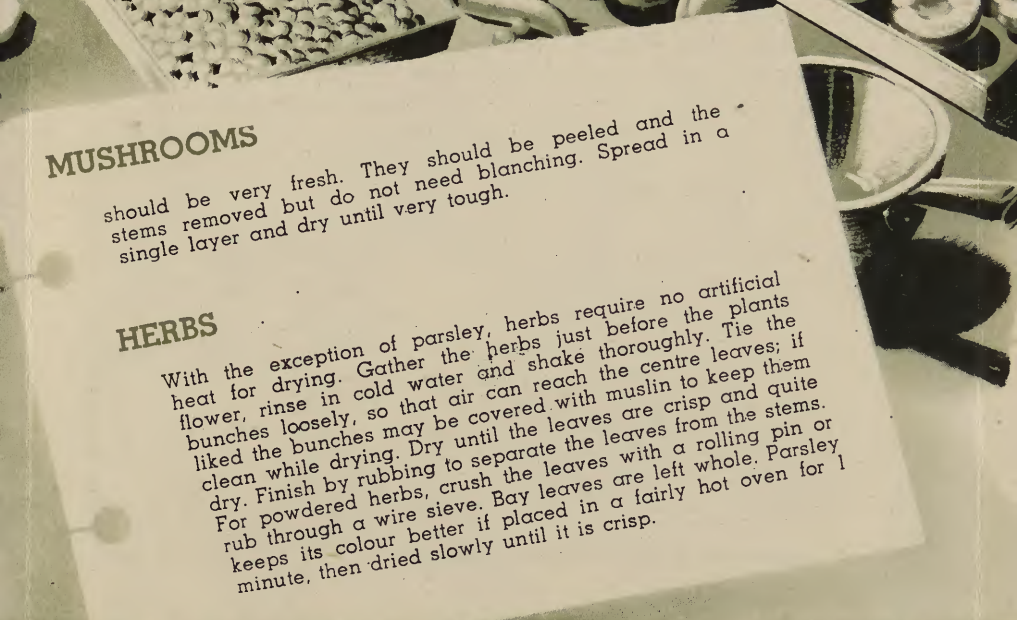 MUSHROOMS
should be very fresh. They should be peeled and the
stems removed but do not need blanching. Spread in a
single layer and dry until very tough.
HERBS
With the exception of parsley, herbs require no artificial
heat for drying. Gather the herbs just before the plants
flower, rinse in cold water and shake thoroughly. Tie the
bunches loosely, so that air can reach the centre leaves; if
liked the bunches may be covered with muslin to keep them
clean while drying. Dry until the leaves are crisp and quite
dry. Finish by rubbing to separate the leaves from the stems.
For powdered herbs, crush the leaves with a rolling pin or
rub through a wire sieve. Bay leaves are left whole. Parsley
keeps its colour better if placed in a fairly hot oven for 1
minute, then dried slowly until it is crisp.